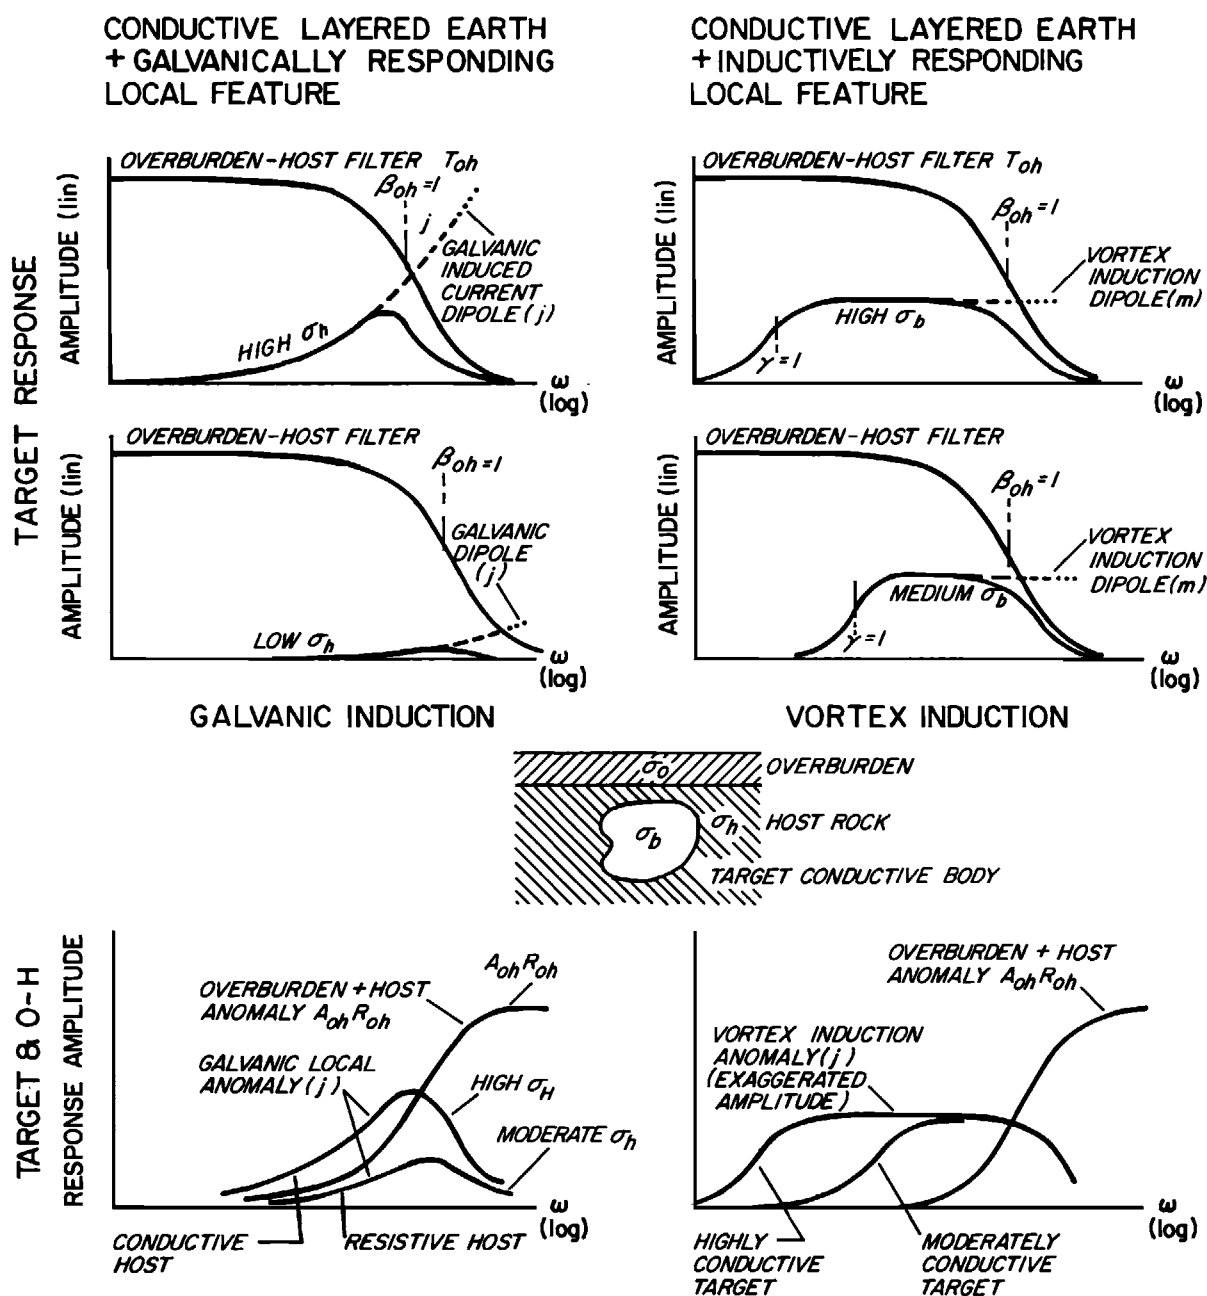 CONDUCTIVE LAYERED EARTH
+ GALVANICALLY RESPONDING
LOCAL FEATURE
CONDUCTIVE LAYERED EARTH
+ INDUCTIVELY RESPONDING
LOCAL FEATURE
TARGET RESPONSE
AMPLITUDE (lin)
OVERBURDEN-HOST FILTER Toh
βoh=1
j
GALVANIC
INDUCED
CURRENT
DIPOLE (j)
HIGH σh
ω
(log)
AMPLITUDE (lin)
OVERBURDEN-HOST FILTER Toh
βoh=1
VORTEX
INDUCTION
DIPOLE(m)
HIGH σb
γ=1
ω
(log)
AMPLITUDE (lin)
OVERBURDEN-HOST FILTER
βoh=1
GALVANIC
DIPOLE
(j)
LOW σh
ω
(log)
AMPLITUDE (lin)
OVERBURDEN-HOST FILTER
βoh=1
VORTEX
INDUCTION
DIPOLE(m)
MEDIUM σb
γ=1
ω
(log)
GALVANIC INDUCTION
VORTEX INDUCTION
σo
OVERBURDEN
σh
HOST ROCK
σb
TARGET CONDUCTIVE BODY
TARGET & O-H
RESPONSE AMPLITUDE
AohRoh
OVERBURDEN + HOST
ANOMALY AohRoh
GALVANIC LOCAL
ANOMALY (j)
HIGH σH
MODERATE σh
ω
(log)
CONDUCTIVE
HOST
RESISTIVE HOST
OVERBURDEN + HOST
ANOMALY AohRoh
VORTEX INDUCTION
ANOMALY(j)
(EXAGGERATED
AMPLITUDE)
ω
(log)
HIGHLY
CONDUCTIVE
TARGET
MODERATELY
CONDUCTIVE
TARGET